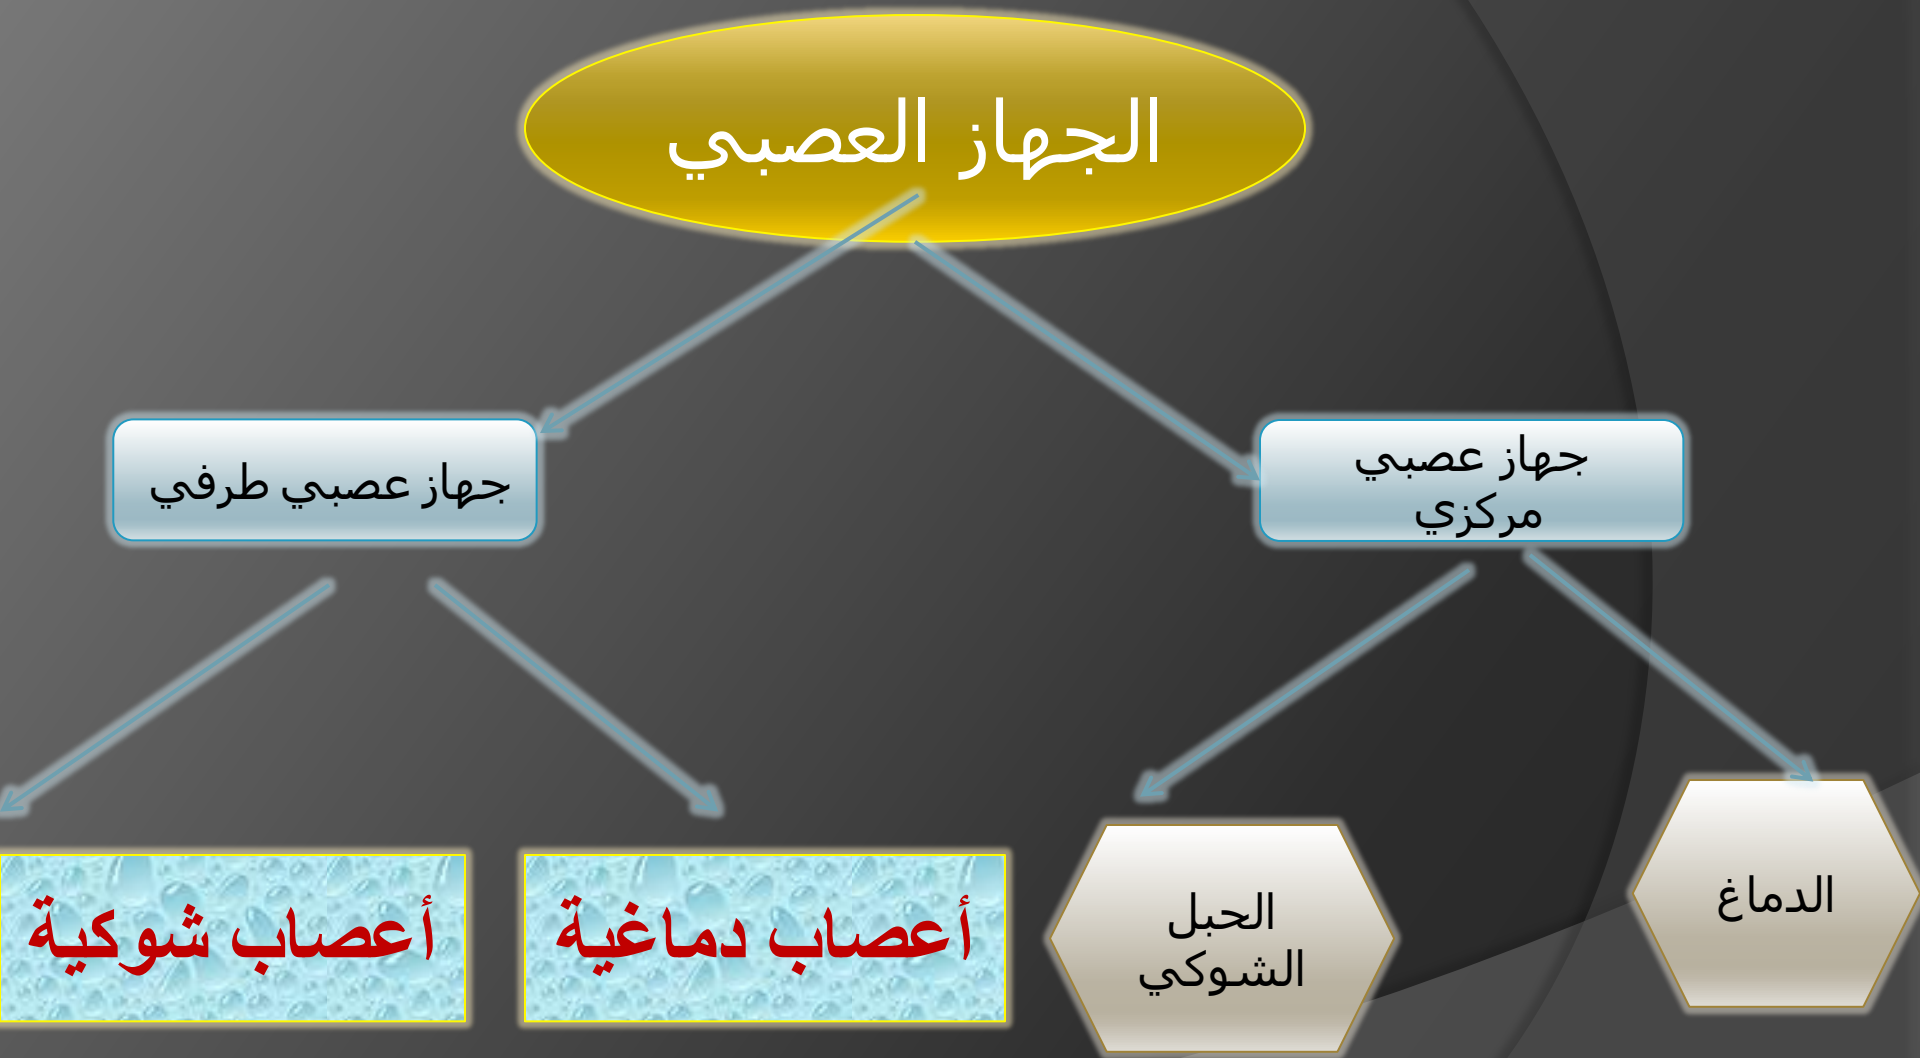 الجهاز العصبي
جهاز عصبي
مركزي
جهاز عصبي طرفي
الدماغ
الحبل
الشوكي
أعصاب دماغية
أعصاب شوكية